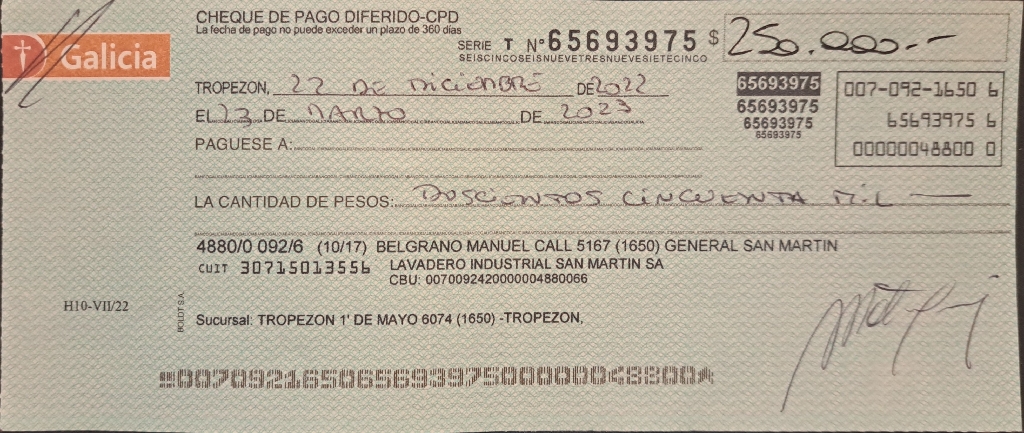 CHEQUE DE PAGO DIFERIDO-CPD
La fecha de pago no puede exceder un plazo de 360 días
Galicia
SERIE T Nº 65693975 $ 250.000.-
SEISCINCOSEISNUEVETRESNUEVESIETECINCO
TROPEZON, 22 DE DICIEMBRE DE 2022
EL 23 DE MARZO DE 2023
PAGUESE A:
65693975
65693975
65693975
65693975
007-092-1650 6
65693975 6
00000048800 0
LA CANTIDAD DE PESOS: DOSCIENTOS CINCUENTA MIL
4880/0 092/6 (10/17) BELGRANO MANUEL CALL 5167 (1650) GENERAL SAN MARTIN
CUIT 30715013556 LAVADERO INDUSTRIAL SAN MARTIN SA
CBU: 0070092420000004880066
H10-VII/22
BOLDT S.A.
Sucursal: TROPEZON 1' DE MAYO 6074 (1650) -TROPEZON,
00709216506569397500000048800